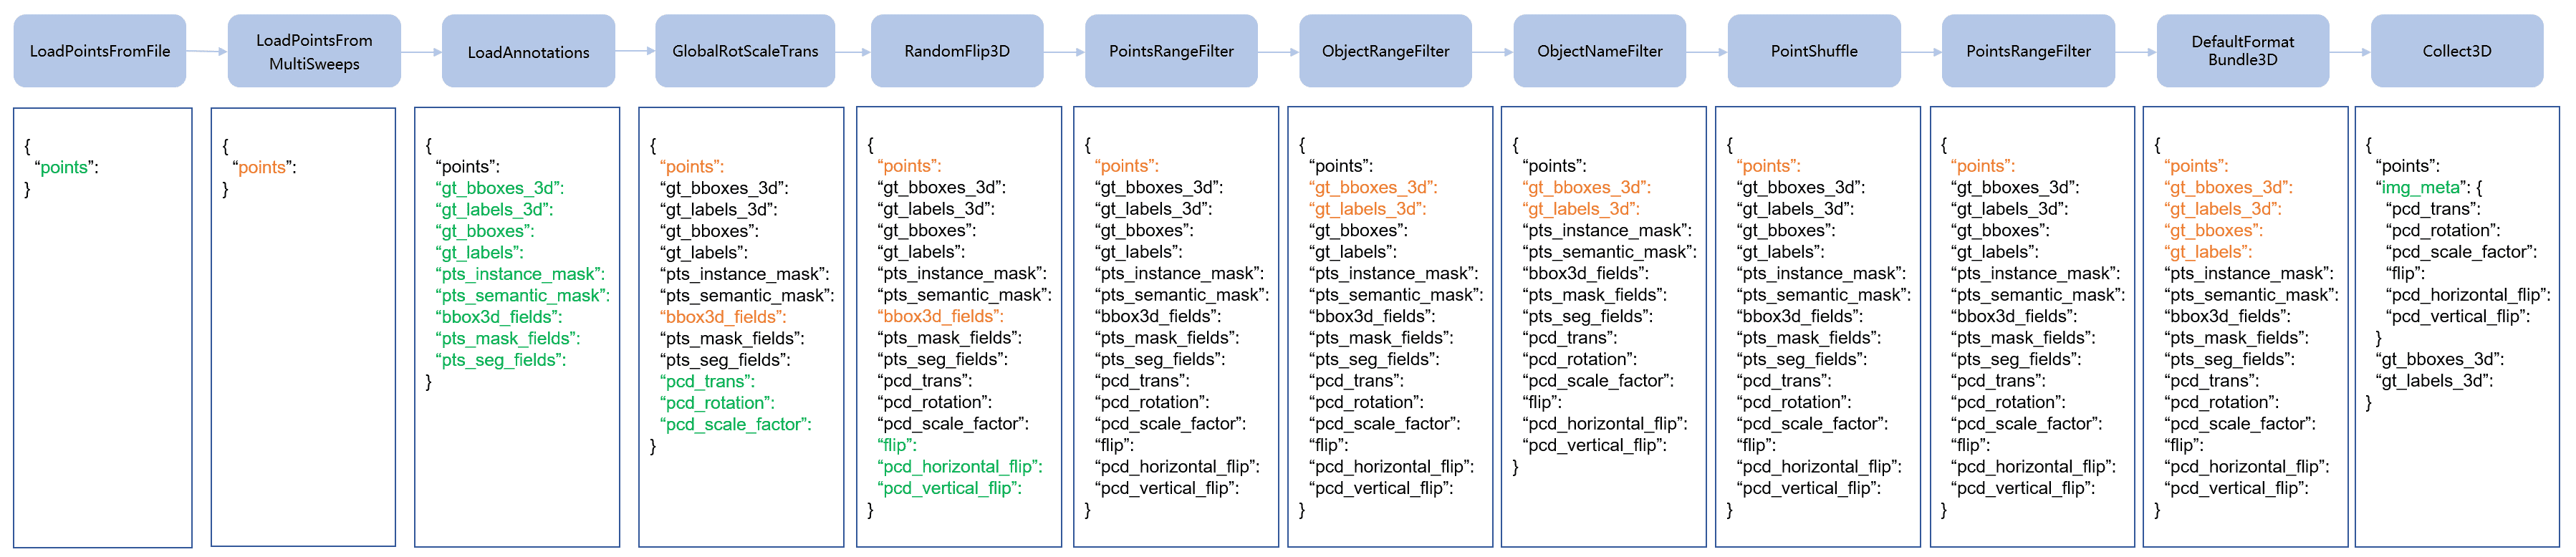 LoadPointsFromFile
LoadPointsFrom
MultiSweeps
LoadAnnotations
GlobalRotScaleTrans
RandomFlip3D
PointsRangeFilter
ObjectRangeFilter
ObjectNameFilter
PointShuffle
PointsRangeFilter
DefaultFormat
Bundle3D
Collect3D
{
“points”:
}
{
“points”:
}
{
“points”:
“gt_bboxes_3d”:
“gt_labels_3d”:
“gt_bboxes”:
“gt_labels”:
“pts_instance_mask”:
“pts_semantic_mask”:
“bbox3d_fields”:
“pts_mask_fields”:
“pts_seg_fields”:
}
{
“points”:
“gt_bboxes_3d”:
“gt_labels_3d”:
“gt_bboxes”:
“gt_labels”:
“pts_instance_mask”:
“pts_semantic_mask”:
“bbox3d_fields”:
“pts_mask_fields”:
“pts_seg_fields”:
“pcd_trans”:
“pcd_rotation”:
“pcd_scale_factor”:
}
{
“points”:
“gt_bboxes_3d”:
“gt_labels_3d”:
“gt_bboxes”:
“gt_labels”:
“pts_instance_mask”:
“pts_semantic_mask”:
“bbox3d_fields”:
“pts_mask_fields”:
“pts_seg_fields”:
“pcd_trans”:
“pcd_rotation”:
“pcd_scale_factor”:
“flip”:
“pcd_horizontal_flip”:
“pcd_vertical_flip”:
}
{
“points”:
“gt_bboxes_3d”:
“gt_labels_3d”:
“gt_bboxes”:
“gt_labels”:
“pts_instance_mask”:
“pts_semantic_mask”:
“bbox3d_fields”:
“pts_mask_fields”:
“pts_seg_fields”:
“pcd_trans”:
“pcd_rotation”:
“pcd_scale_factor”:
“flip”:
“pcd_horizontal_flip”:
“pcd_vertical_flip”:
}
{
“points”:
“gt_bboxes_3d”:
“gt_labels_3d”:
“gt_bboxes”:
“gt_labels”:
“pts_instance_mask”:
“pts_semantic_mask”:
“bbox3d_fields”:
“pts_mask_fields”:
“pts_seg_fields”:
“pcd_trans”:
“pcd_rotation”:
“pcd_scale_factor”:
“flip”:
“pcd_horizontal_flip”:
“pcd_vertical_flip”:
}
{
“points”:
“gt_bboxes_3d”:
“gt_labels_3d”:
“pts_instance_mask”:
“pts_semantic_mask”:
“bbox3d_fields”:
“pts_mask_fields”:
“pts_seg_fields”:
“pcd_trans”:
“pcd_rotation”:
“pcd_scale_factor”:
“flip”:
“pcd_horizontal_flip”:
“pcd_vertical_flip”:
}
{
“points”:
“gt_bboxes_3d”:
“gt_labels_3d”:
“gt_bboxes”:
“gt_labels”:
“pts_instance_mask”:
“pts_semantic_mask”:
“bbox3d_fields”:
“pts_mask_fields”:
“pts_seg_fields”:
“pcd_trans”:
“pcd_rotation”:
“pcd_scale_factor”:
“flip”:
“pcd_horizontal_flip”:
“pcd_vertical_flip”:
}
{
“points”:
“gt_bboxes_3d”:
“gt_labels_3d”:
“gt_bboxes”:
“gt_labels”:
“pts_instance_mask”:
“pts_semantic_mask”:
“bbox3d_fields”:
“pts_mask_fields”:
“pts_seg_fields”:
“pcd_trans”:
“pcd_rotation”:
“pcd_scale_factor”:
“flip”:
“pcd_horizontal_flip”:
“pcd_vertical_flip”:
}
{
“points”:
“gt_bboxes_3d”:
“gt_labels_3d”:
“gt_bboxes”:
“gt_labels”:
“pts_instance_mask”:
“pts_semantic_mask”:
“bbox3d_fields”:
“pts_mask_fields”:
“pts_seg_fields”:
“pcd_trans”:
“pcd_rotation”:
“pcd_scale_factor”:
“flip”:
“pcd_horizontal_flip”:
“pcd_vertical_flip”:
}
{
“points”:
“img_meta”: {
“pcd_trans”:
“pcd_rotation”:
“pcd_scale_factor”:
“flip”:
“pcd_horizontal_flip”:
“pcd_vertical_flip”:
}
“gt_bboxes_3d”:
“gt_labels_3d”:
}